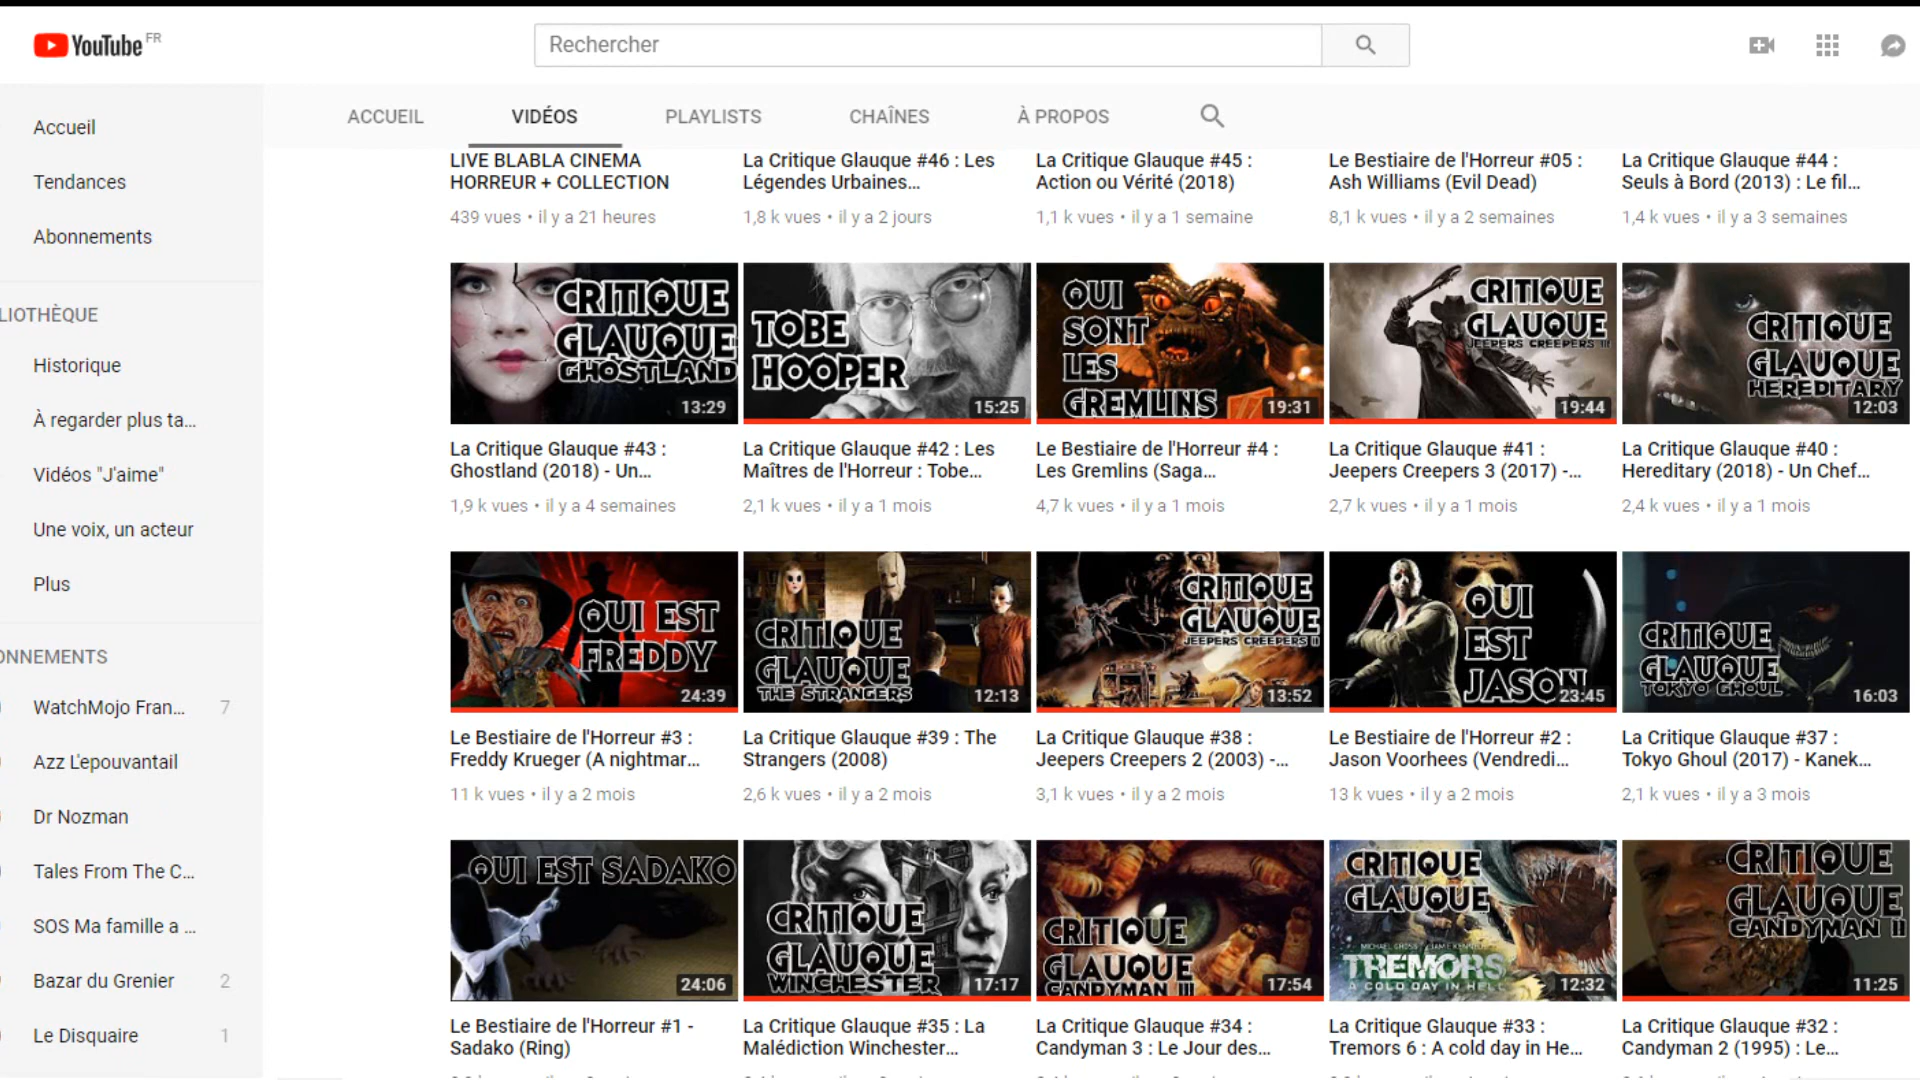 YouTube FR
Rechercher
ACCUEIL
VIDÉOS
PLAYLISTS
CHAÎNES
À PROPOS
Accueil
Tendances
Abonnements
LIOTHÈQUE
Historique
À regarder plus ta...
Vidéos "J'aime"
Une voix, un acteur
Plus
ONNEMENTS
WatchMojo Fran... 7
Azz L'epouvantail
Dr Nozman
Tales From The C...
SOS Ma famille a ...
Bazar du Grenier 2
Le Disquaire 1
LIVE BLABLA CINEMA
HORREUR + COLLECTION
439 vues • il y a 21 heures
La Critique Glauque #46 : Les
Légendes Urbaines...
1,8 k vues • il y a 2 jours
La Critique Glauque #45 :
Action ou Vérité (2018)
1,1 k vues • il y a 1 semaine
Le Bestiaire de l'Horreur #05 :
Ash Williams (Evil Dead)
8,1 k vues • il y a 2 semaines
La Critique Glauque #44 :
Seuls à Bord (2013) : Le fil...
1,4 k vues • il y a 3 semaines
CRITIQUE
GLAUQUE
GHOSTLAND
13:29
La Critique Glauque #43 :
Ghostland (2018) - Un...
1,9 k vues • il y a 4 semaines
TOBE
HOOPER
15:25
La Critique Glauque #42 : Les
Maîtres de l'Horreur : Tobe...
2,1 k vues • il y a 1 mois
QUI
SONT
LES
GREMLINS
19:31
Le Bestiaire de l'Horreur #4 :
Les Gremlins (Saga...
4,7 k vues • il y a 1 mois
CRITIQUE
GLAUQUE
JEEPERS CREEPERS III
19:44
La Critique Glauque #41 :
Jeepers Creepers 3 (2017) -...
2,7 k vues • il y a 1 mois
CRITIQUE
GLAUQUE
HEREDITARY
12:03
La Critique Glauque #40 :
Hereditary (2018) - Un Chef...
2,4 k vues • il y a 1 mois
QUI EST
FREDDY
24:39
Le Bestiaire de l'Horreur #3 :
Freddy Krueger (A nightmar...
11 k vues • il y a 2 mois
CRITIQUE
GLAUQUE
THE STRANGERS
12:13
La Critique Glauque #39 : The
Strangers (2008)
2,6 k vues • il y a 2 mois
CRITIQUE
GLAUQUE
JEEPERS CREEPERS II
13:52
La Critique Glauque #38 :
Jeepers Creepers 2 (2003) -...
3,1 k vues • il y a 2 mois
QUI
EST
JASON
23:45
Le Bestiaire de l'Horreur #2 :
Jason Voorhees (Vendredi...
13 k vues • il y a 2 mois
CRITIQUE
GLAUQUE
TOKYO GHOUL
16:03
La Critique Glauque #37 :
Tokyo Ghoul (2017) - Kanek...
2,1 k vues • il y a 3 mois
QUI EST SADAKO
24:06
Le Bestiaire de l'Horreur #1 -
Sadako (Ring)
CRITIQUE
GLAUQUE
WINCHESTER
17:17
La Critique Glauque #35 : La
Malédiction Winchester...
CRITIQUE
GLAUQUE
CANDYMAN III
17:54
La Critique Glauque #34 :
Candyman 3 : Le Jour des...
CRITIQUE
GLAUQUE
MICHAEL GROSS JAMIE KENNEDY
TREMORS
A COLD DAY IN HELL
12:32
La Critique Glauque #33 :
Tremors 6 : A cold day in He...
CRITIQUE
GLAUQUE
CANDYMAN II
11:25
La Critique Glauque #32 :
Candyman 2 (1995) : Le...